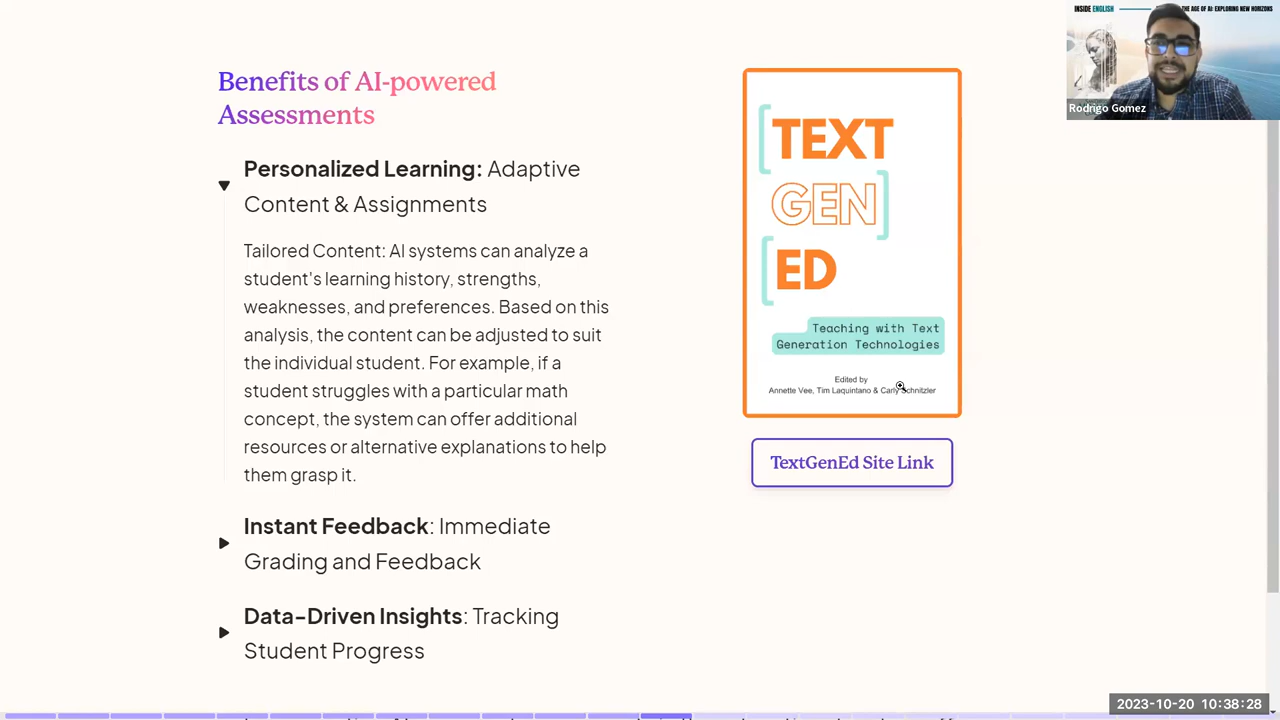 Benefits of AI-powered
Assessments
Personalized Learning: Adaptive
Content & Assignments
Tailored Content: AI systems can analyze a
student's learning history, strengths,
weaknesses, and preferences. Based on this
analysis, the content can be adjusted to suit
the individual student. For example, if a
student struggles with a particular math
concept, the system can offer additional
resources or alternative explanations to help
them grasp it.
Instant Feedback: Immediate
Grading and Feedback
Data-Driven Insights: Tracking
Student Progress
[TEXT
GEN]
[ED
Teaching with Text
Generation Technologies
Edited by
Annette Vee, Tim Laquintano & Carly Schnitzler
TextGenEd Site Link
INSIDE ENGLISH
THE AGE OF AI: EXPLORING NEW HORIZONS
Rodrigo Gomez
2023-10-20 10:38:28